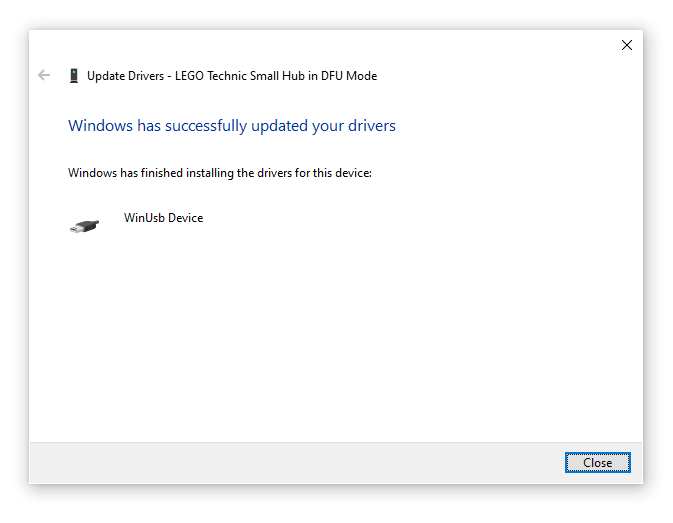 Update Drivers - LEGO Technic Small Hub in DFU Mode
Windows has successfully updated your drivers
Windows has finished installing the drivers for this device:
WinUsb Device
Close